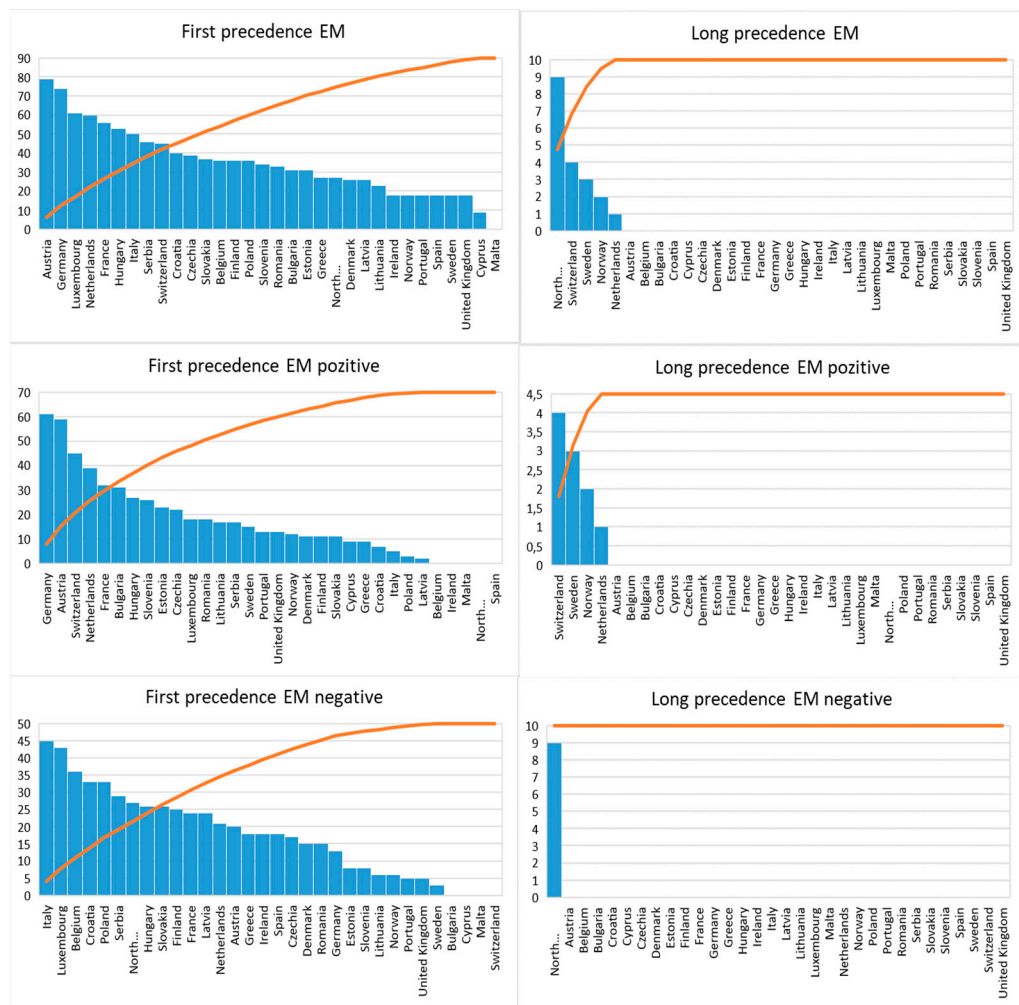 First precedence EM
90
80
70
60
50
40
30
20
10
0
Austria
Germany
Luxembourg
Netherlands
France
Hungary
Italy
Serbia
Switzerland
Croatia
Czechia
Slovakia
Belgium
Finland
Poland
Slovenia
Romania
Bulgaria
Estonia
Greece
North...
Denmark
Latvia
Lithuania
Ireland
Norway
Portugal
Spain
Sweden
United Kingdom
Cyprus
Malta
Long precedence EM
10
9
8
7
6
5
4
3
2
1
0
North...
Switzerland
Sweden
Norway
Netherlands
Austria
Belgium
Bulgaria
Croatia
Cyprus
Czechia
Denmark
Estonia
Finland
France
Germany
Greece
Hungary
Ireland
Italy
Latvia
Lithuania
Luxembourg
Malta
Poland
Portugal
Romania
Serbia
Slovakia
Slovenia
Spain
United Kingdom
First precedence EM pozitive
70
60
50
40
30
20
10
0
Germany
Austria
Switzerland
Netherlands
France
Bulgaria
Hungary
Slovenia
Estonia
Czechia
Luxembourg
Romania
Lithuania
Serbia
Sweden
Portugal
United Kingdom
Norway
Denmark
Finland
Slovakia
Cyprus
Greece
Croatia
Italy
Poland
Latvia
Belgium
Ireland
Malta
North...
Spain
Long precedence EM pozitive
4,5
4
3,5
3
2,5
2
1,5
1
0,5
0
Switzerland
Sweden
Norway
Netherlands
Austria
Belgium
Bulgaria
Croatia
Cyprus
Czechia
Denmark
Estonia
Finland
France
Germany
Greece
Hungary
Ireland
Italy
Latvia
Lithuania
Luxembourg
Malta
North...
Poland
Portugal
Romania
Serbia
Slovakia
Slovenia
Spain
United Kingdom
First precedence EM negative
50
45
40
35
30
25
20
15
10
5
0
Italy
Luxembourg
Belgium
Croatia
Poland
Serbia
North...
Hungary
Slovakia
Finland
France
Latvia
Netherlands
Austria
Greece
Ireland
Spain
Czechia
Denmark
Romania
Germany
Estonia
Slovenia
Lithuania
Norway
Portugal
United Kingdom
Sweden
Bulgaria
Cyprus
Malta
Switzerland
Long precedence EM negative
10
9
8
7
6
5
4
3
2
1
0
North...
Austria
Belgium
Bulgaria
Croatia
Cyprus
Czechia
Denmark
Estonia
Finland
France
Germany
Greece
Hungary
Ireland
Italy
Latvia
Lithuania
Luxembourg
Malta
Netherlands
Norway
Poland
Portugal
Romania
Serbia
Slovakia
Slovenia
Spain
Sweden
Switzerland
United Kingdom